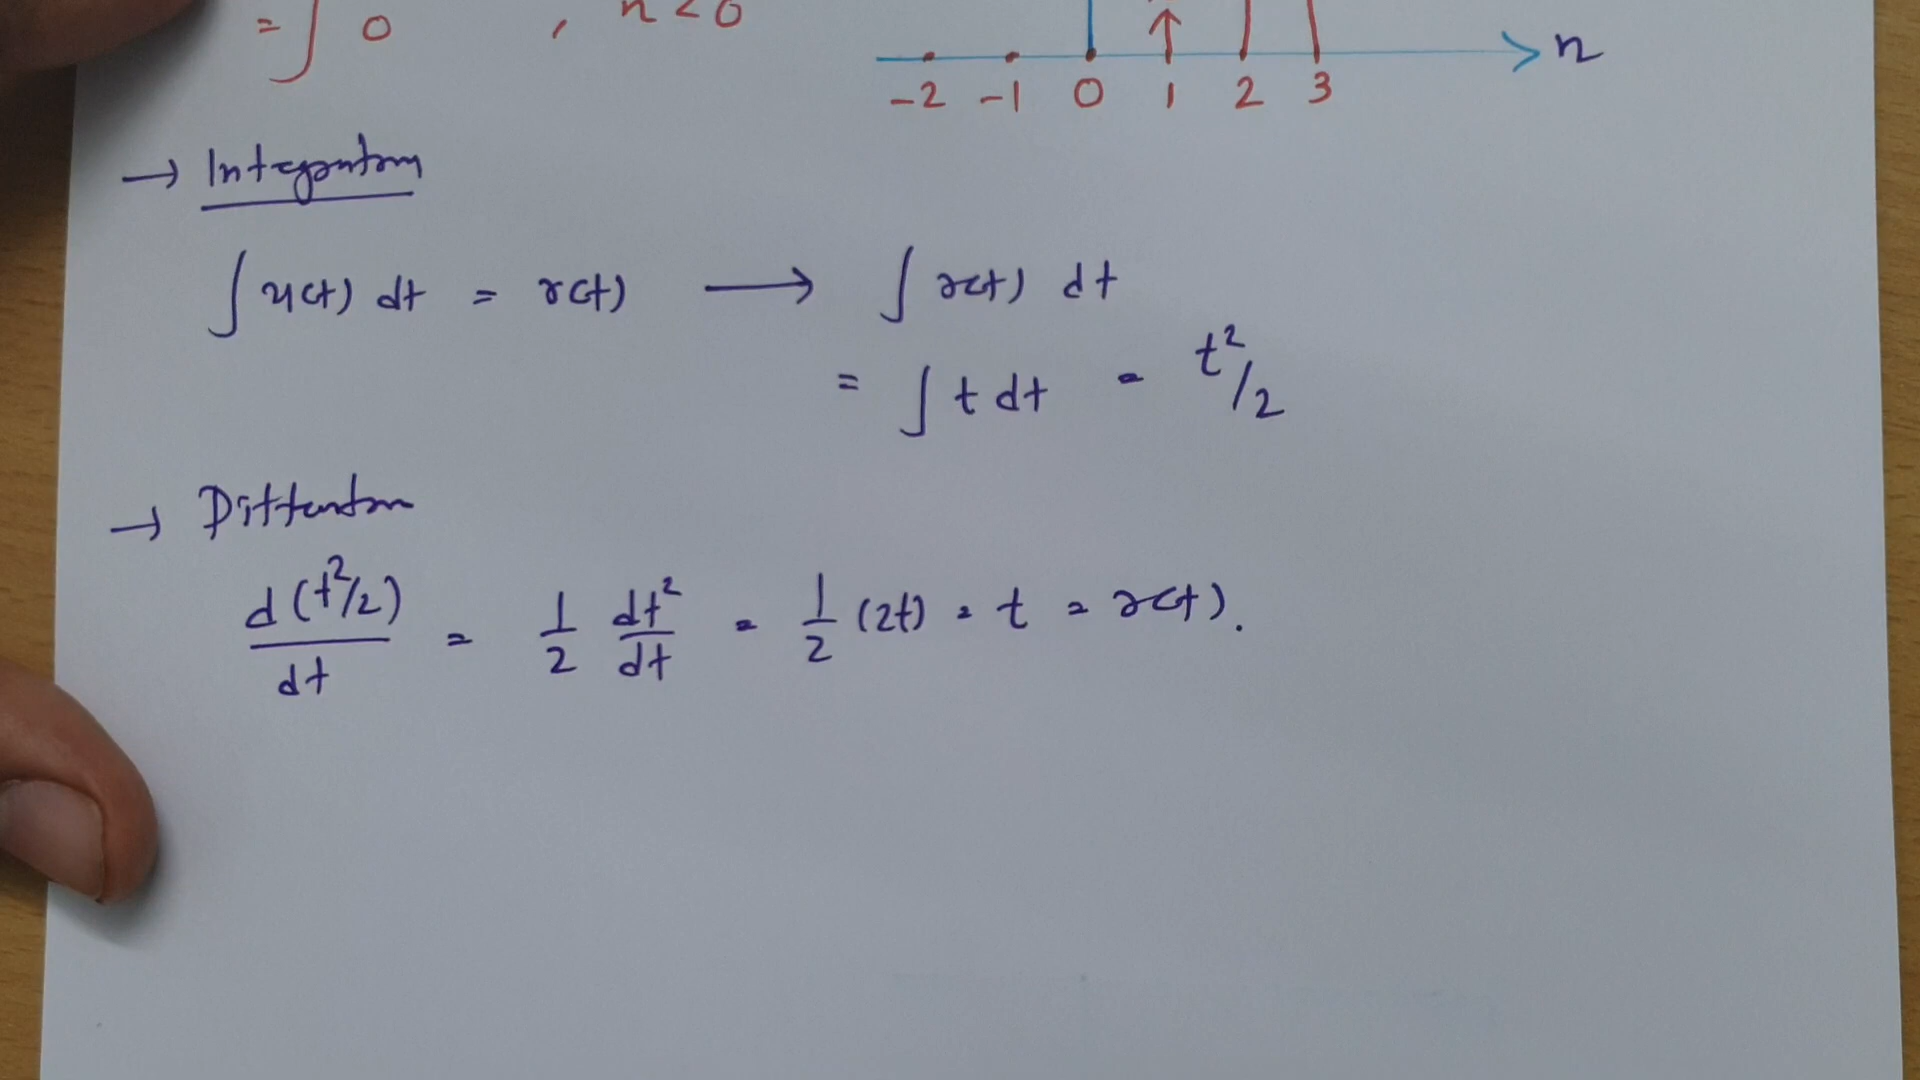 = ∫ 0 , n < 0
n
-2 -1 0 1 2 3
→ Integration
∫ u(t) dt = r(t) → ∫ r(t) dt
= ∫ t dt = t²/2
→ 
d(t²/2)/dt = 1/2 dt²/dt = 1/2 (2t) = t = r(t).